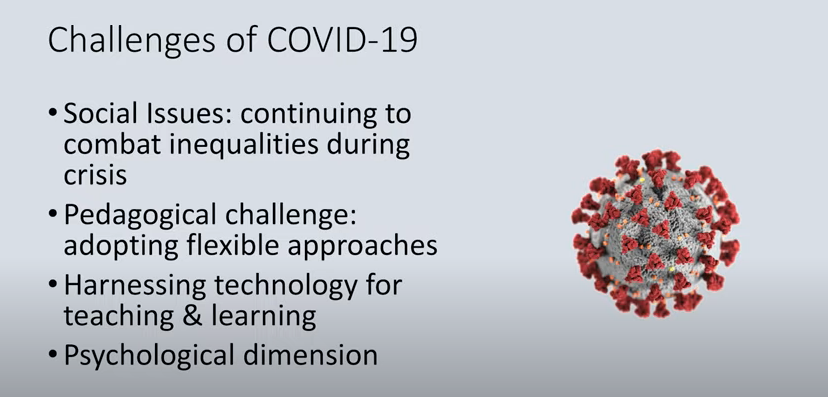 Challenges of COVID-19
• Social Issues: continuing to
combat inequalities during
crisis
• Pedagogical challenge:
adopting flexible approaches
• Harnessing technology for
teaching & learning
• Psychological dimension